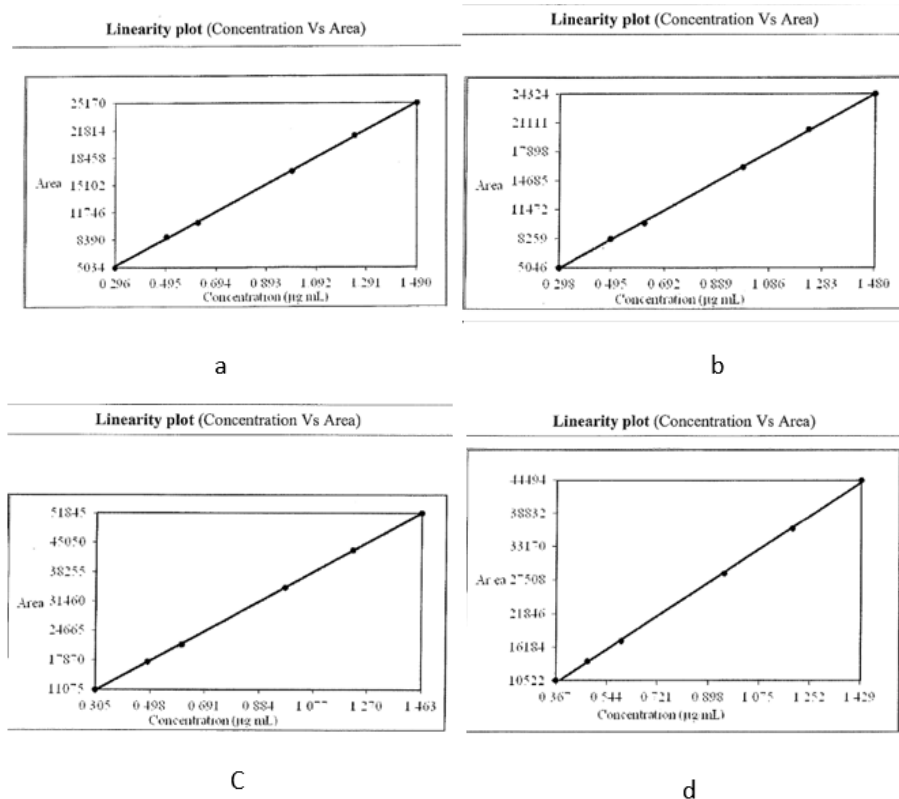 Linearity plot (Concentration Vs Area)
25170
21814
18458
15102
11746
8390
5034
Area
0.296 0.495 0.694 0.893 1.092 1.291 1.490
Concentration (µg mL)
a
Linearity plot (Concentration Vs Area)
24324
21111
17898
14685
11472
8259
5046
Area
0.298 0.495 0.692 0.889 1.086 1.283 1.480
Concentration (µg mL)
b
Linearity plot (Concentration Vs Area)
51845
45050
38255
31460
24665
17870
11075
Area
0.305 0.498 0.691 0.884 1.077 1.270 1.463
Concentration (µg mL)
C
Linearity plot (Concentration Vs Area)
44494
38832
33170
27508
21846
16184
10522
Area
0.367 0.544 0.721 0.898 1.075 1.252 1.429
Concentration (µg mL)
d